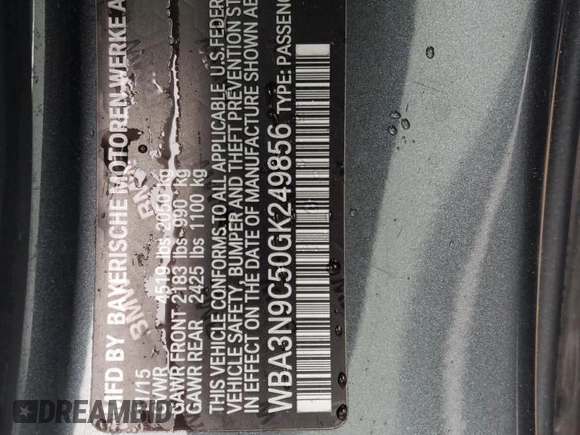 MFD BY BAYERISCHE MOTOREN WERKE A
/15
GVWR 4519 lbs 2050 kg
GAWR FRONT 2183 lbs 990 kg
GAWR REAR 2425 lbs 1100 kg
THIS VEHICLE CONFORMS TO ALL APPLICABLE U.S. FEDER
VEHICLE SAFETY, BUMPER AND THEFT PREVENTION ST
IN EFFECT ON THE DATE OF MANUFACTURE SHOWN AB
WBA3N9C50GK249856 TYPE: PASSENG
BMW
DREAMBID